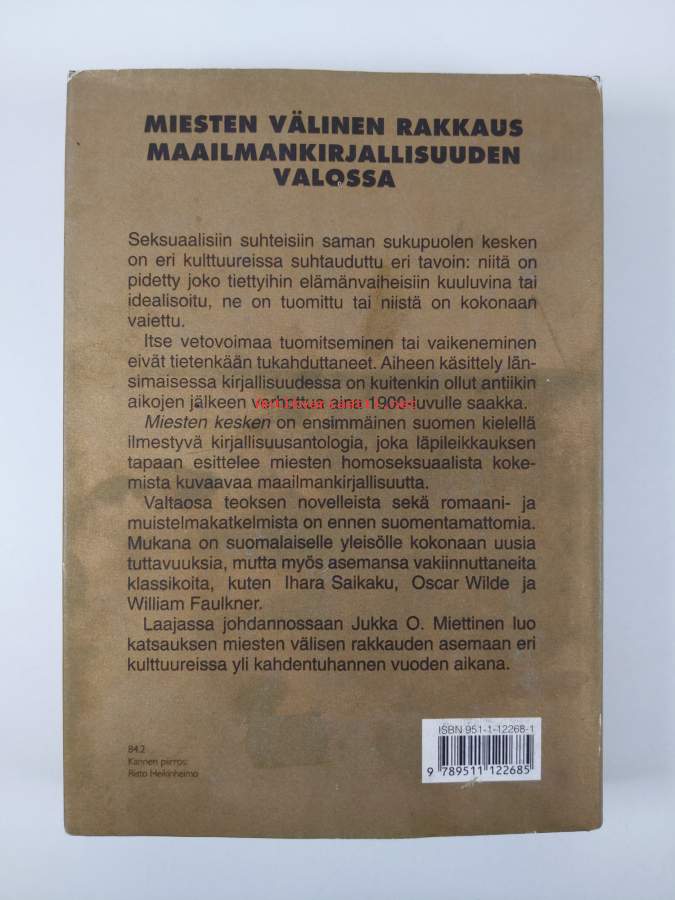 MIESTEN VÄLINEN RAKKAUS
MAAILMANKIRJALLISUUDEN
VALOSSA
Seksuaalisiin suhteisiin saman sukupuolen kesken
on eri kulttuureissa suhtauduttu eri tavoin: niitä on
pidetty joko tiettyihin elämänvaiheisiin kuuluvina tai
idealisoitu, ne on tuomittu tai niistä on kokonaan
vaiettu.
Itse vetovoimaa tuomitseminen tai vaikeneminen
eivät tietenkään tukahduttaneet. Aiheen käsittely län-
simaisessa kirjallisuudessa on kuitenkin ollut antiikin
aikojen jälkeen verhottua aina 1900-luvulle saakka.
Miesten kesken on ensimmäinen suomen kielellä
ilmestyvä kirjallisuusantologia, joka läpileikkauksen
tapaan esittelee miesten homoseksuaalista koke-
mista kuvaavaa maailmankirjallisuutta.
Valtaosa teoksen novelleista sekä romaani- ja
muistelmakatkelmista on ennen suomentamattomia.
Mukana on suomalaiselle yleisölle kokonaan uusia
tuttavuuksia, mutta myös asemansa vakiinnuttaneita
klassikoita, kuten Ihara Saikaku, Oscar Wilde ja
William Faulkner.
Laajassa johdannossaan Jukka O. Miettinen luo
katsauksen miesten välisen rakkauden asemaan eri
kulttuureissa yli kahdentuhannen vuoden aikana.
84.2
Kannen piirros:
Risto Heikinheimo
ISBN 951-1-12268-1
9 789511 122685